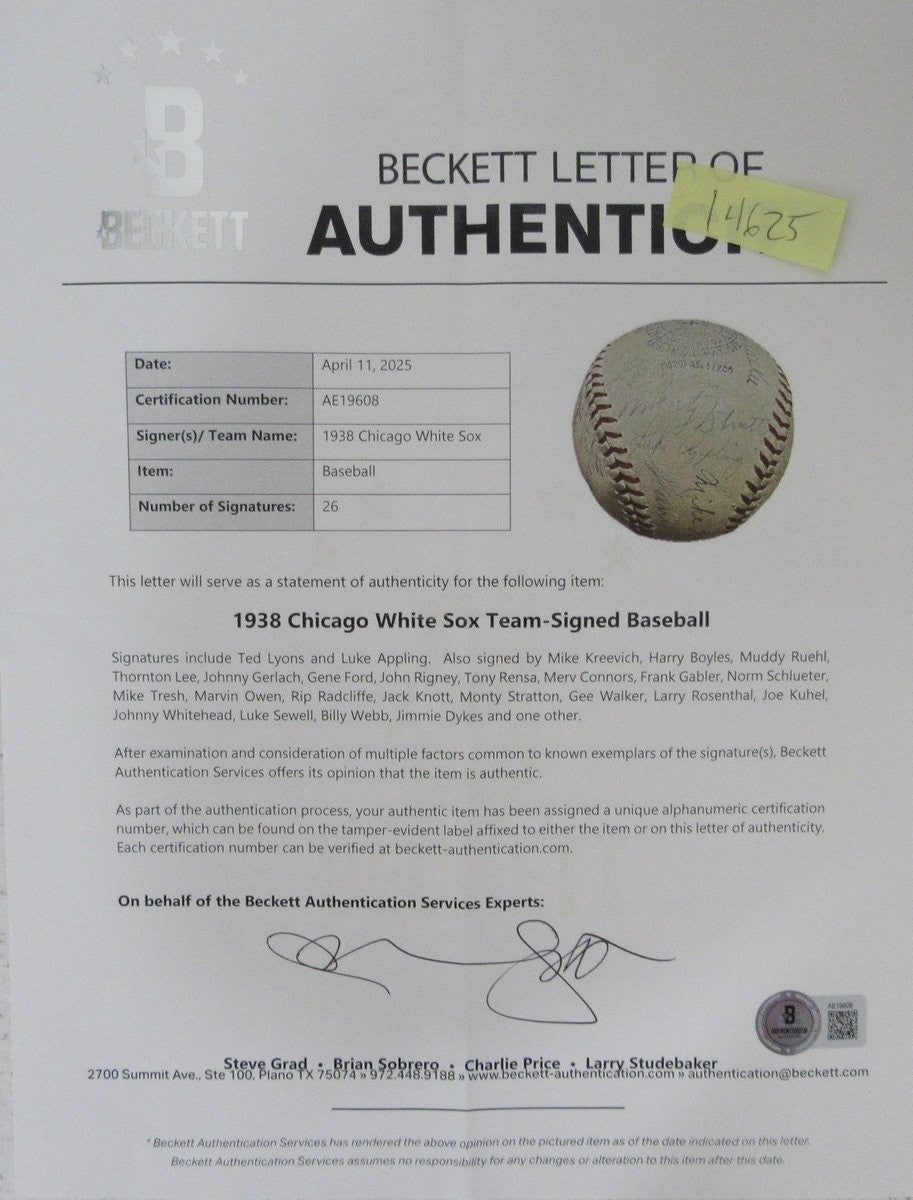 BECKETT
BECKETT LETTER OF
AUTHENTIC
14625
Date: April 11, 2025
Certification Number: AE19608
Signer(s)/ Team Name: 1938 Chicago White Sox
Item: Baseball
Number of Signatures: 26
Monty Stratton
Luke Appling
Mike
This letter will serve as a statement of authenticity for the following item:
1938 Chicago White Sox Team-Signed Baseball
Signatures include Ted Lyons and Luke Appling. Also signed by Mike Kreevich, Harry Boyles, Muddy Ruehl,
Thornton Lee, Johnny Gerlach, Gene Ford, John Rigney, Tony Rensa, Merv Connors, Frank Gabler, Norm Schlueter,
Mike Tresh, Marvin Owen, Rip Radcliffe, Jack Knott, Monty Stratton, Gee Walker, Larry Rosenthal, Joe Kuhel,
Johnny Whitehead, Luke Sewell, Billy Webb, Jimmie Dykes and one other.
After examination and consideration of multiple factors common to known exemplars of the signature(s), Beckett
Authentication Services offers its opinion that the item is authentic.
As part of the authentication process, your authentic item has been assigned a unique alphanumeric certification
number, which can be found on the tamper-evident label affixed to either the item or on this letter of authenticity.
Each certification number can be verified at beckett-authentication.com.
On behalf of the Beckett Authentication Services Experts:
AE19608
Steve Grad • Brian Sobrero • Charlie Price • Larry Studebaker
2700 Summit Ave., Ste 100, Plano TX 75074 » 972.448.9188 » www.beckett-authentication.com » authentication@beckett.com
* Beckett Authentication Services has rendered the above opinion on the pictured item as of the date indicated on this letter.
Beckett Authentication Services assumes no responsibility for any changes or alteration to this item after this date.